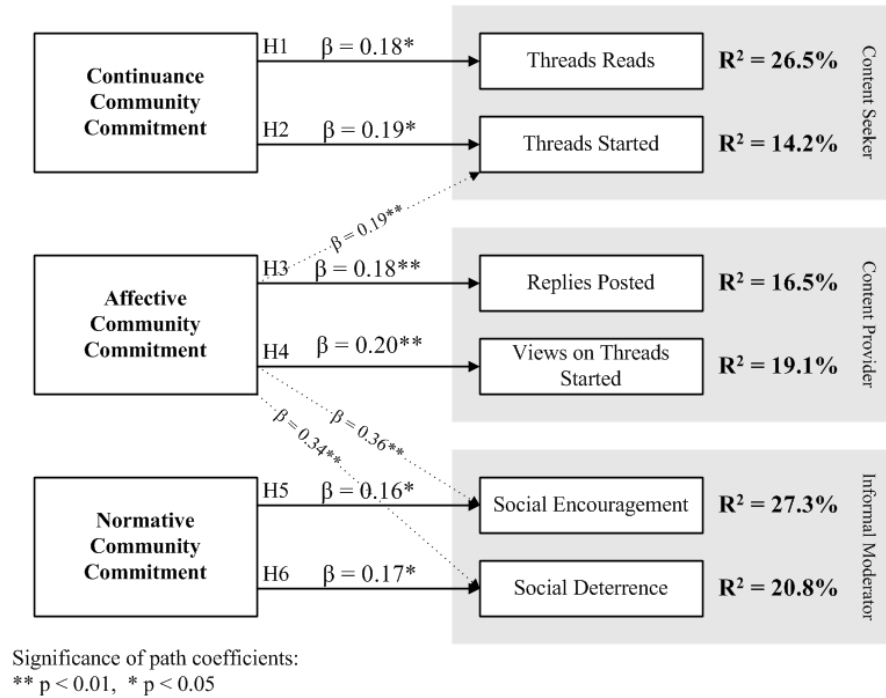 H1 β = 0.18*
Continuance
Community
Commitment
Threads Reads
R² = 26.5%
H2 β = 0.19*
Threads Started
R² = 14.2%
Content Seeker
β = 0.19**
H3 β = 0.18**
Affective
Community
Commitment
Replies Posted
R² = 16.5%
H4 β = 0.20**
Views on Threads
Started
R² = 19.1%
Content Provider
β = 0.36**
β = 0.34**
H5 β = 0.16*
Normative
Community
Commitment
Social Encouragement
R² = 27.3%
H6 β = 0.17*
Social Deterrence
R² = 20.8%
Informal Moderator
Significance of path coefficients:
** p < 0.01, * p < 0.05